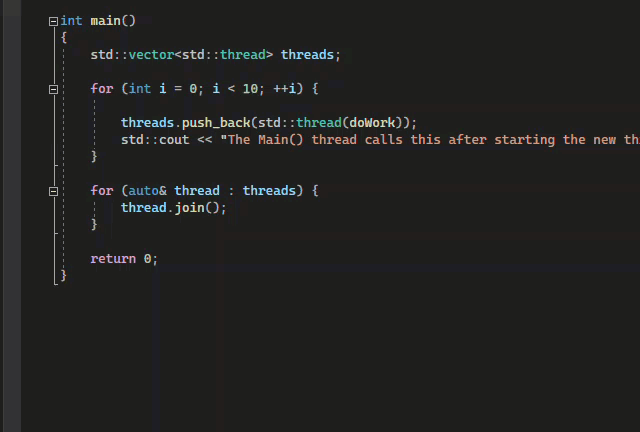 int main()
{
std::vector<std::thread> threads;
for (int i = 0; i < 10; ++i) {
threads.push_back(std::thread(doWork));
std::cout << "The Main() thread calls this after starting the new
}
for (auto& thread : threads) {
thread.join();
}
return 0;
}